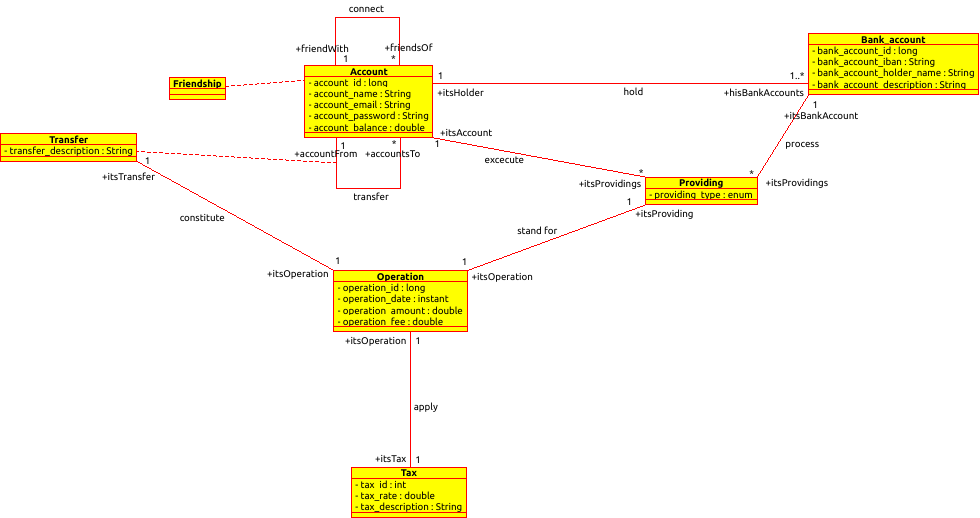 connect
+friendWith
+friendsOf
1
*
Account
- account_id : long
- account_name : String
- account_email : String
- account_password : String
- account_balance : double
Friendship
1
+itsHolder
hold
1..*
+hisBankAccounts
Bank_account
- bank_account_id : long
- bank_account_iban : String
- bank_account_holder_name : String
- bank_account_description : String
1
+itsBankAccount
process
*
+itsProvidings
+itsAccount
1
excecute
*
+itsProvidings
Providing
- providing_type : enum
Transfer
- transfer_description : String
1
+itsTransfer
1
*
+accountFrom
+accountsTo
transfer
constitute
1
+itsProviding
stand for
1
+itsOperation
1
+itsOperation
Operation
- operation_id : long
- operation_date : instant
- operation_amount : double
- operation_fee : double
+itsOperation
1
apply
+itsTax
1
Tax
- tax_id : int
- tax_rate : double
- tax_description : String